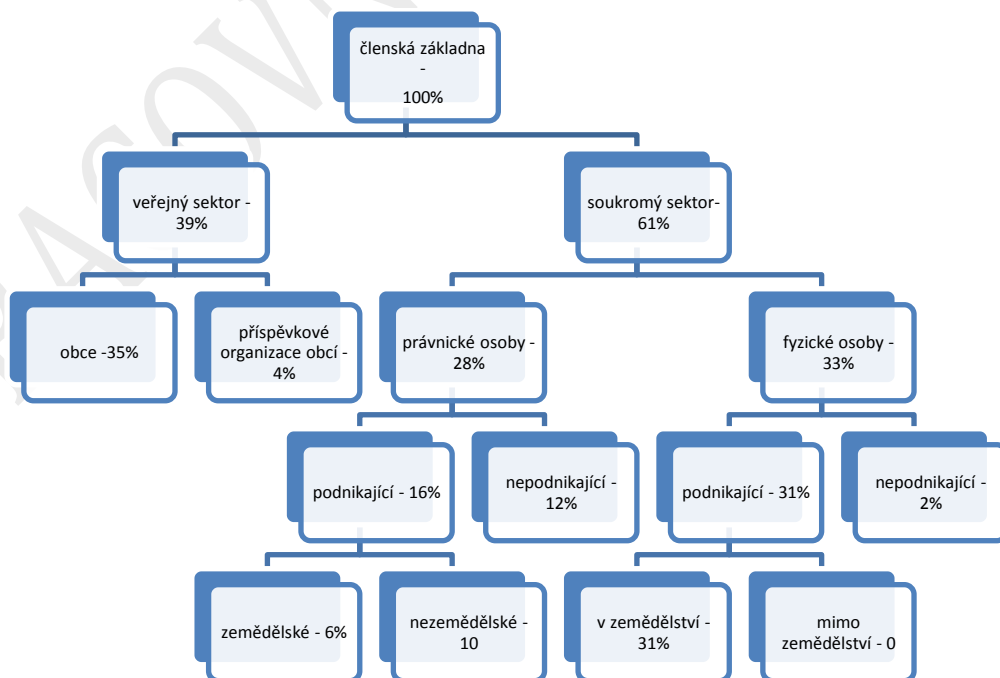 členská základna
-
100%
veřejný sektor -
39%
soukromý sektor-
61%
obce -35%
příspěvkové
organizace obcí -
4%
právnické osoby -
28%
fyzické osoby -
33%
podnikající - 16%
nepodnikající -
12%
podnikající - 31%
nepodnikající -
2%
zemědělské - 6%
nezemědělské -
10
v zemědělství -
31%
mimo
zemědělství - 0